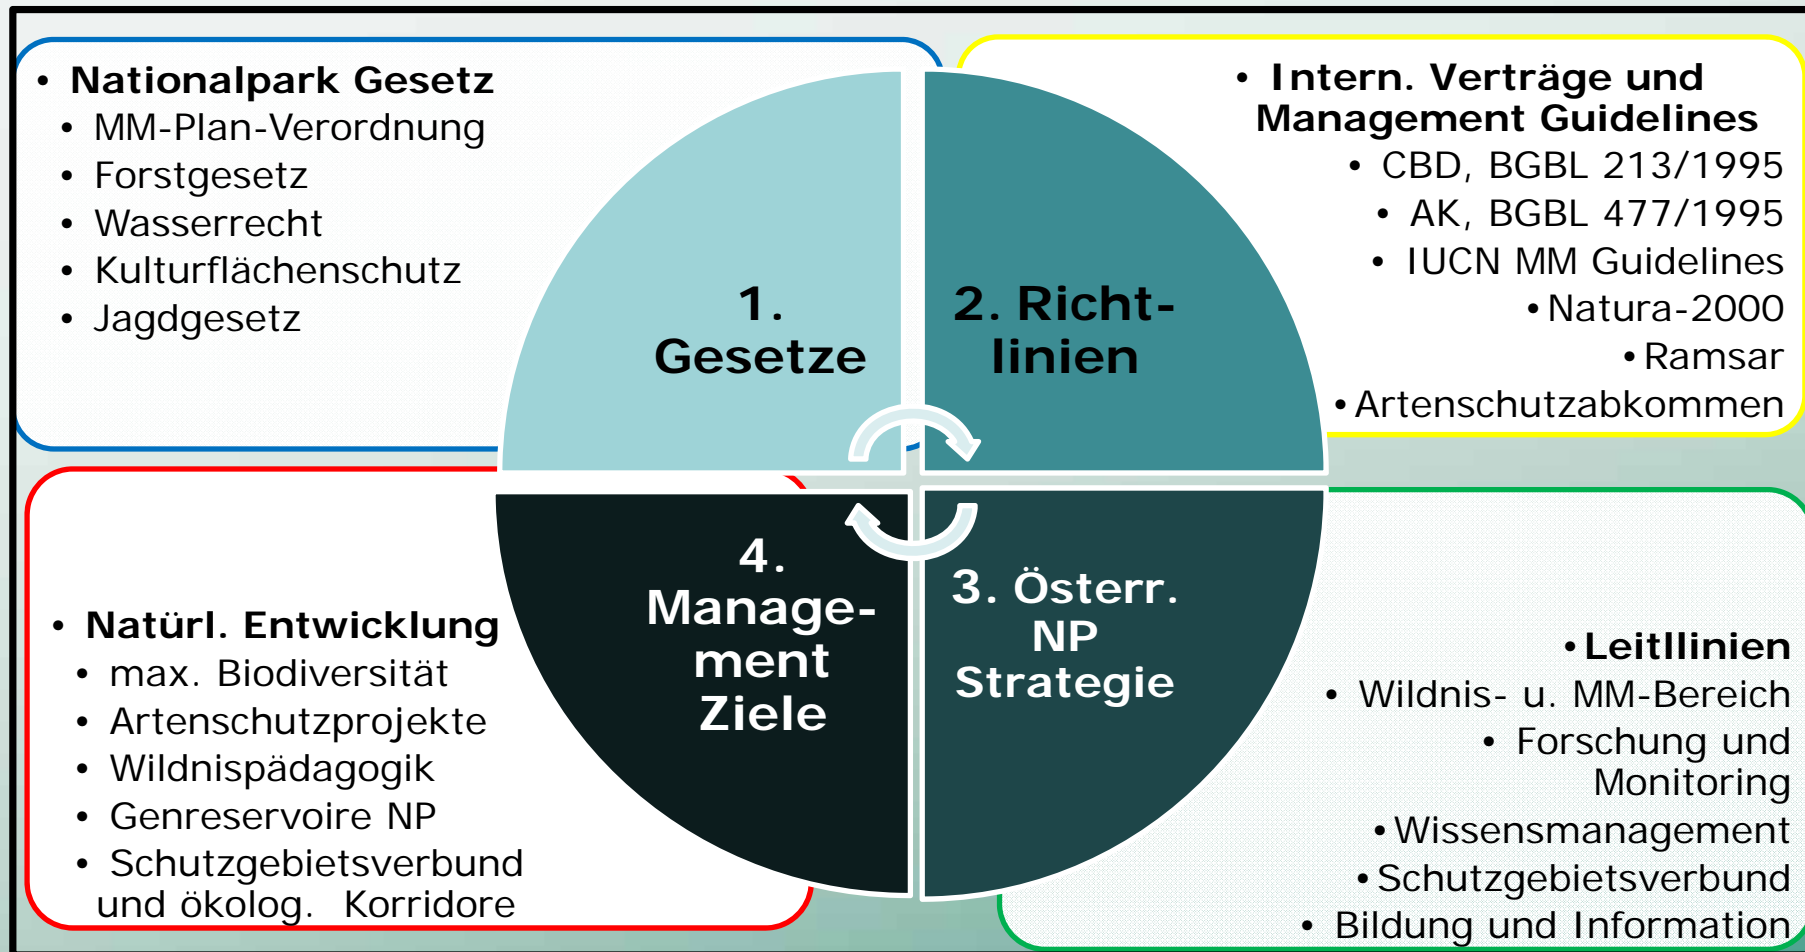 • Nationalpark Gesetz
• MM-Plan-Verordnung
• Forstgesetz
• Wasserrecht
• Kulturflächenschutz
• Jagdgesetz
1.
Gesetze
• Intern. Verträge und
Management Guidelines
• CBD, BGBL 213/1995
• AK, BGBL 477/1995
• IUCN MM Guidelines
• Natura-2000
• Ramsar
• Artenschutzabkommen
2. Richt-
linien
• Natürl. Entwicklung
• max. Biodiversität
• Artenschutzprojekte
• Wildnispädagogik
• Genreservoire NP
• Schutzgebietsverbund
und ökolog. Korridore
4.
Manage-
ment
Ziele
3. Österr.
NP
Strategie
• Leitllinien
• Wildnis- u. MM-Bereich
• Forschung und
Monitoring
• Wissensmanagement
• Schutzgebietsverbund
• Bildung und Information